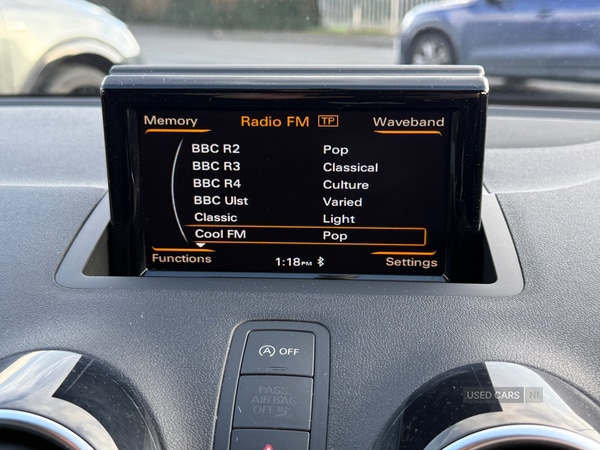 Memory Radio FM TP Waveband
BBC R2 Pop
BBC R3 Classical
BBC R4 Culture
BBC Ulst Varied
Classic Light
Cool FM Pop
Functions 1:18PM Settings
A OFF
PASS
AIR BAG
OFF
USED CARS NI